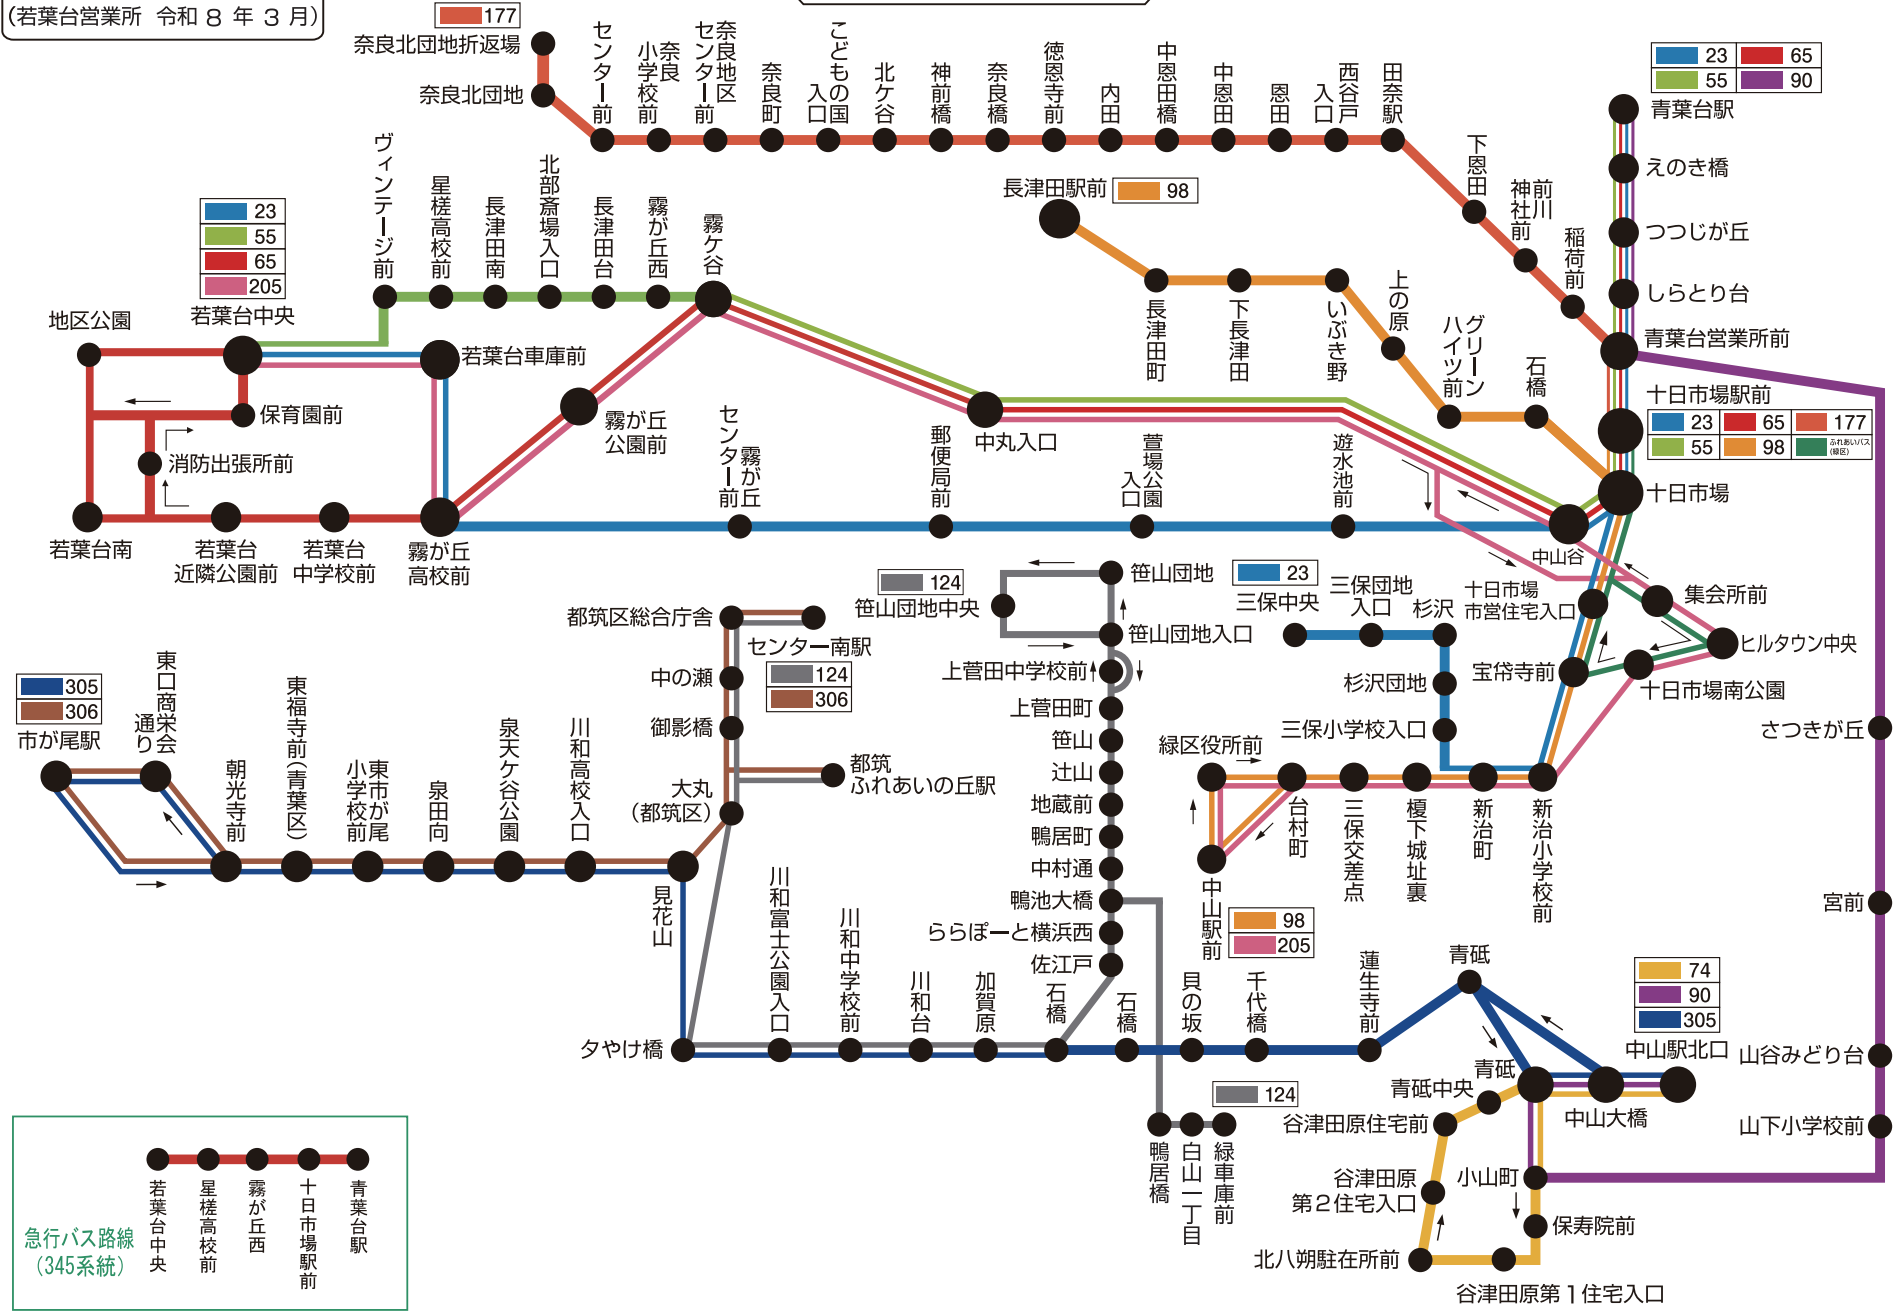 (若葉台営業所 令和 8 年 3 月)
177
奈良北団地折返場
奈良北団地
センター前
奈良
小学校前
奈良地区
センター前
奈良町
こどもの国
入口
北ケ谷
神前橋
奈良橋
徳恩寺前
内田
中恩田橋
中恩田
恩田
西谷戸
入口
田奈駅
下恩田
前川
神社前
稲荷前
23
65
55
90
青葉台駅
えのき橋
つつじが丘
しらとり台
青葉台営業所前
十日市場駅前
23
65
177
55
98
ふれあいバス
(緑区)
十日市場
長津田駅前
98
長津田町
下長津田
いぶき野
上の原
グリーン
ハイツ前
石橋
23
55
65
205
若葉台中央
ヴィンテージ前
星槎高校前
長津田南
北部斎場入口
長津田台
霧が丘西
霧ケ谷
地区公園
若葉台車庫前
保育園前
消防出張所前
若葉台南
若葉台
近隣公園前
若葉台
中学校前
霧が丘
高校前
霧が丘
公園前
中丸入口
霧が丘
センター前
郵便局前
萱場公園
入口
遊水池前
中山谷
十日市場
市営住宅入口
集会所前
ヒルタウン中央
宝帒寺前
十日市場南公園
124
笹山団地中央
笹山団地
笹山団地入口
上菅田中学校前
上菅田町
笹山
辻山
地蔵前
鴨居町
中村通
鴨池大橋
ららぽーと横浜西
佐江戸
23
三保中央
三保団地
入口
杉沢
杉沢団地
三保小学校入口
緑区役所前
台村町
三保交差点
榎下城址裏
新治町
新治小学校前
中山駅前
98
205
都筑区総合庁舎
センター南駅
124
306
中の瀬
御影橋
大丸
(都筑区)
都筑
ふれあいの丘駅
305
306
市が尾駅
東口商栄会
通り
朝光寺前
東福寺前(青葉区)
東市が尾
小学校前
泉田向
泉天ケ谷公園
川和高校入口
見花山
夕やけ橋
川和富士公園入口
川和中学校前
川和台
加賀原
石橋
石橋
貝の坂
千代橋
蓮生寺前
青砥
124
鴨居橋
白山一丁目
緑車庫前
74
90
305
中山駅北口
青砥
青砥中央
中山大橋
谷津田原住宅前
谷津田原
第2住宅入口
小山町
保寿院前
北八朔駐在所前
谷津田原第1住宅入口
さつきが丘
宮前
山谷みどり台
山下小学校前
急行バス路線
(345系統)
若葉台中央
星槎高校前
霧が丘西
十日市場駅前
青葉台駅